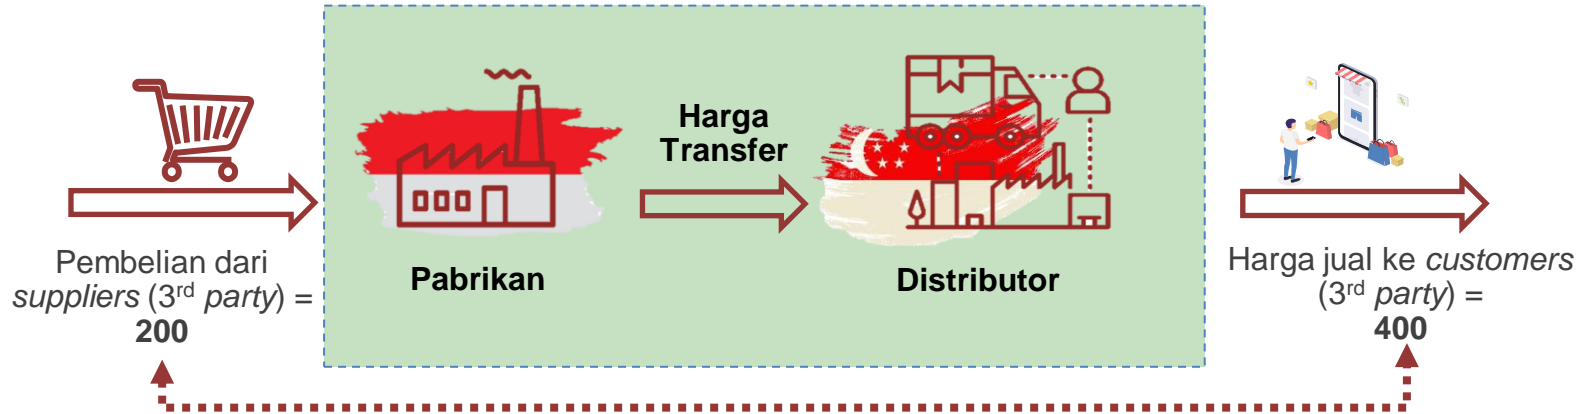 Harga
Transfer
Pabrikan
Distributor
Pembelian dari
suppliers (3rd party) =
200
Harga jual ke customers
(3rd party) =
400